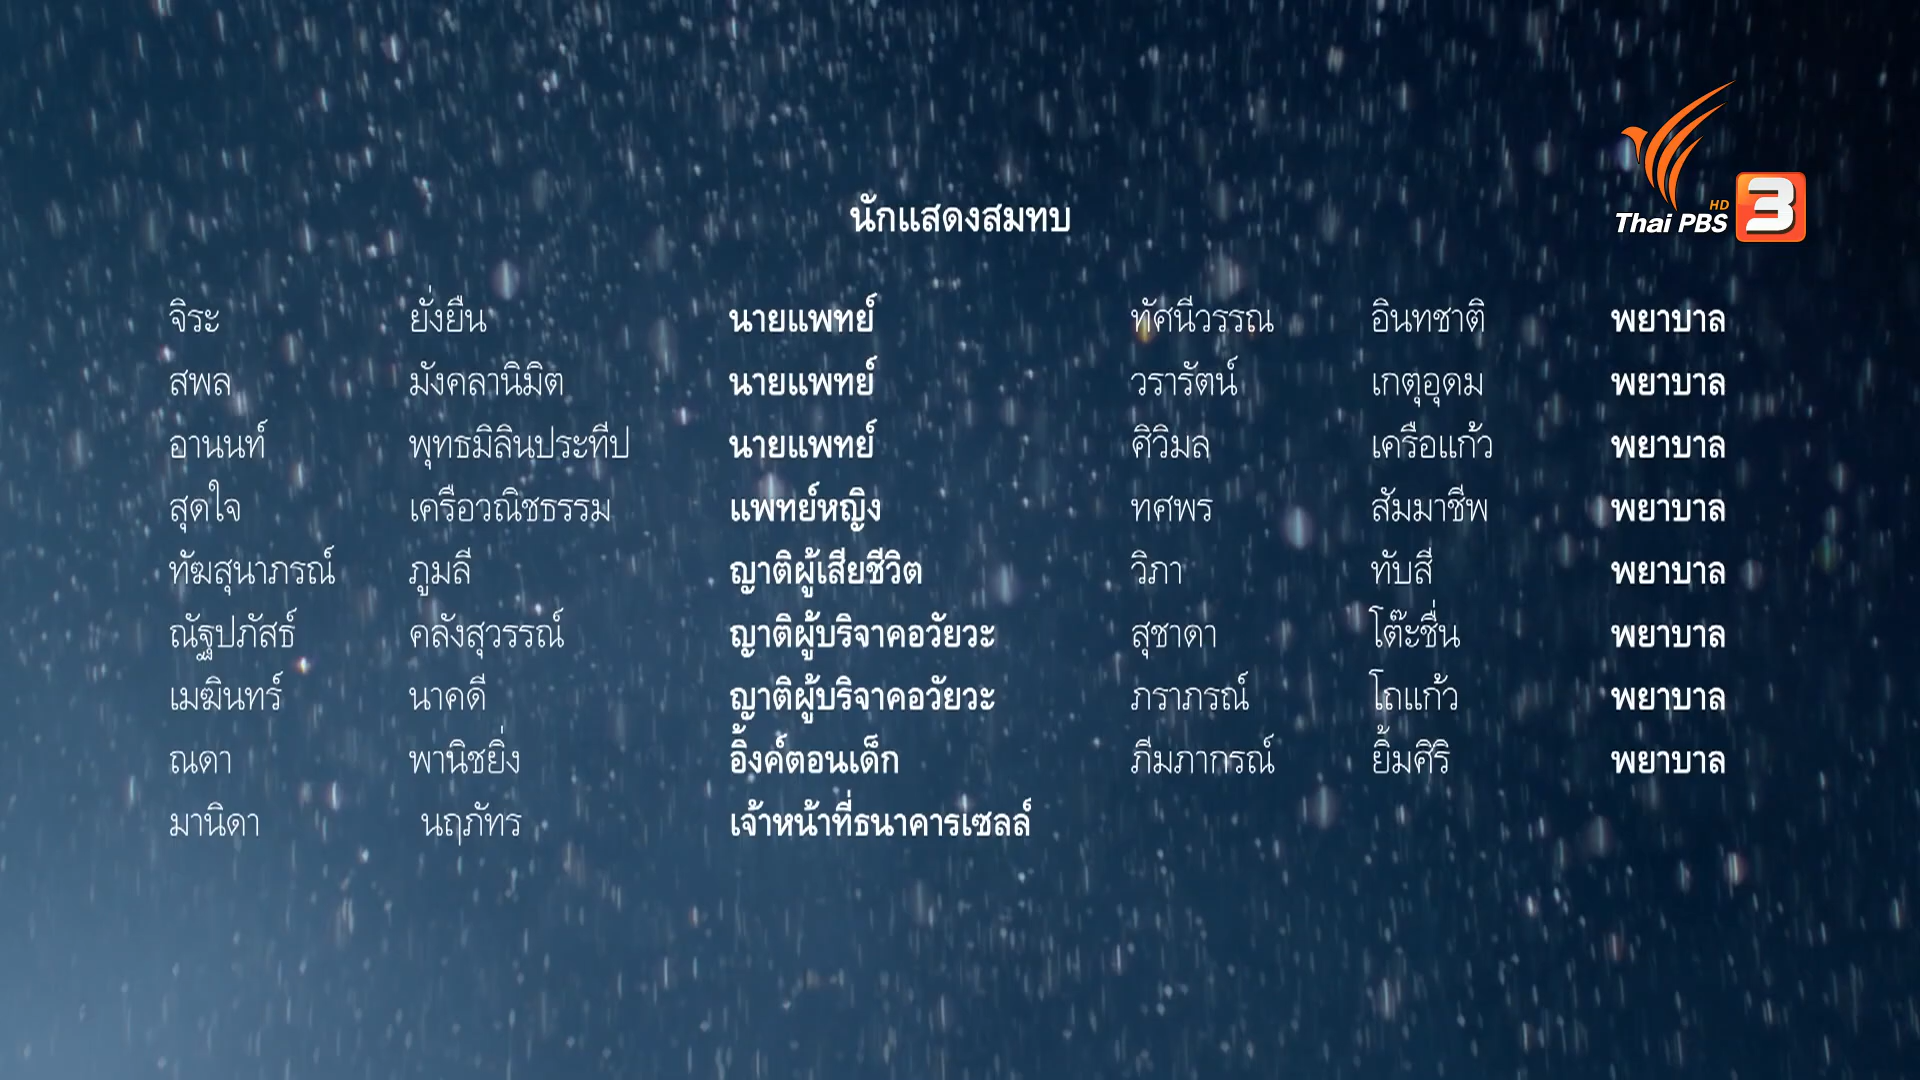 HD
Thai PBS 3
นักแสดงสมทบ
จิระ ยั่งยืน นายแพทย์ ทัศนีวรรณ อินทชาติ พยาบาล
สพล มังคลานิมิต นายแพทย์ วรารัตน์ เกตุอุดม พยาบาล
อานนท์ พุทธมิลินประทีป นายแพทย์ ศิวิมล เครือแก้ว พยาบาล
สุดใจ เครือวณิชธรรม แพทย์หญิง ทศพร สัมมาชีพ พยาบาล
ทัฆสุนาภรณ์ ภูมลี ญาติผู้เสียชีวิต วิภา ทับสี พยาบาล
ณัฐปภัสธ์ คลังสุวรรณ์ ญาติผู้บริจาคอวัยวะ สุชาดา โต๊ะชื่น พยาบาล
เมฆินทร์ นาคดี ญาติผู้บริจาคอวัยวะ ภราภรณ์ โถแก้ว พยาบาล
ณดา พานิชยิ่ง อิ้งค์ตอนเด็ก ภีมภากรณ์ ยิ้มศิริ พยาบาล
มานิดา นฤภัทร เจ้าหน้าที่ธนาคารเซลล์